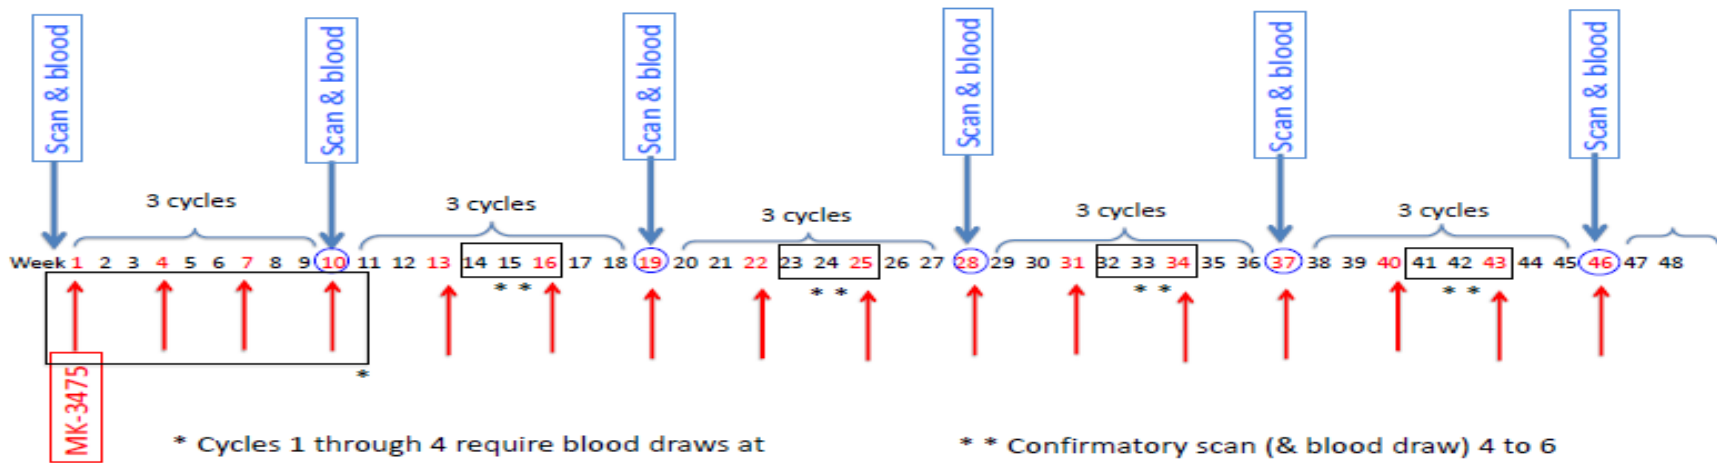 Scan & blood
Scan & blood
Scan & blood
Scan & blood
Scan & blood
Scan & blood
3 cycles
3 cycles
3 cycles
3 cycles
3 cycles
Week 1 2 3 4 5 6 7 8 9 10 11 12 13 14 15 16 17 18 19 20 21 22 23 24 25 26 27 28 29 30 31 32 33 34 35 36 37 38 39 40 41 42 43 44 45 46 47 48
* * * * * * * *
*
MK-3475
* Cycles 1 through 4 require blood draws at
* * Confirmatory scan (& blood draw) 4 to 6